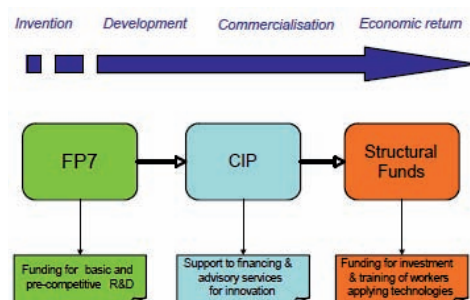 Invention Development Commercialisation Economic return
FP7
CIP
Structural
Funds
Funding for basic and
pre-competitive R&D
Support to financing &
advisory services
for innovation
Funding for investment
& training of workers
applying technologies